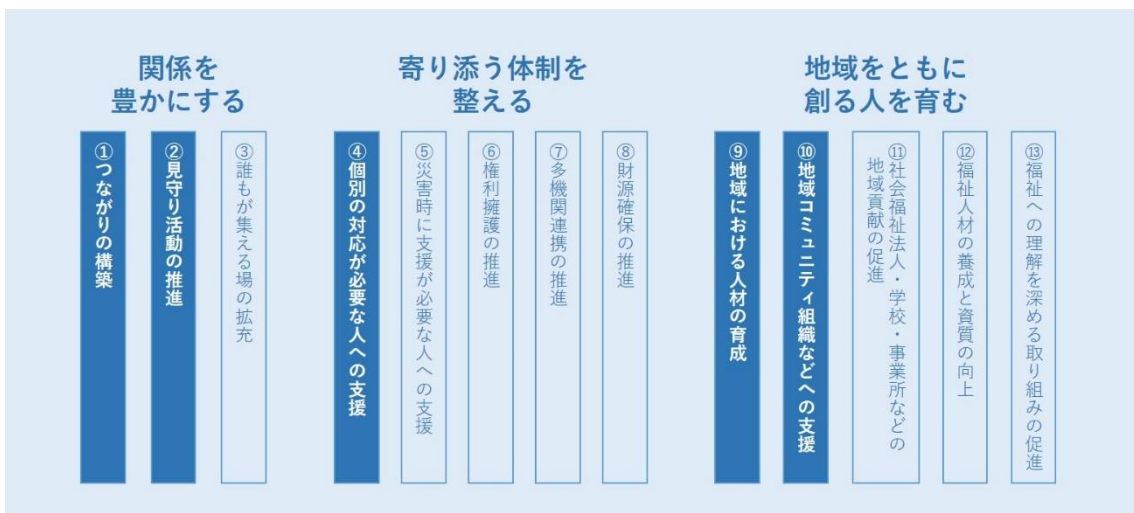 関係を
豊かにする
①つながりの構築
②見守り活動の推進
③誰もが集える場の拡充
寄り添う体制を
整える
④個別の対応が必要な人への支援
⑤災害時に支援が必要な人への支援
⑥権利擁護の推進
⑦多機関連携の推進
⑧財源確保の推進
地域をともに
創る人を育む
⑨地域における人材の育成
⑩地域コミュニティ組織などへの支援
⑪社会福祉法人・学校・事業所などの
地域貢献の促進
⑫福祉人材の養成と資質の向上
⑬福祉への理解を深める取り組みの促進